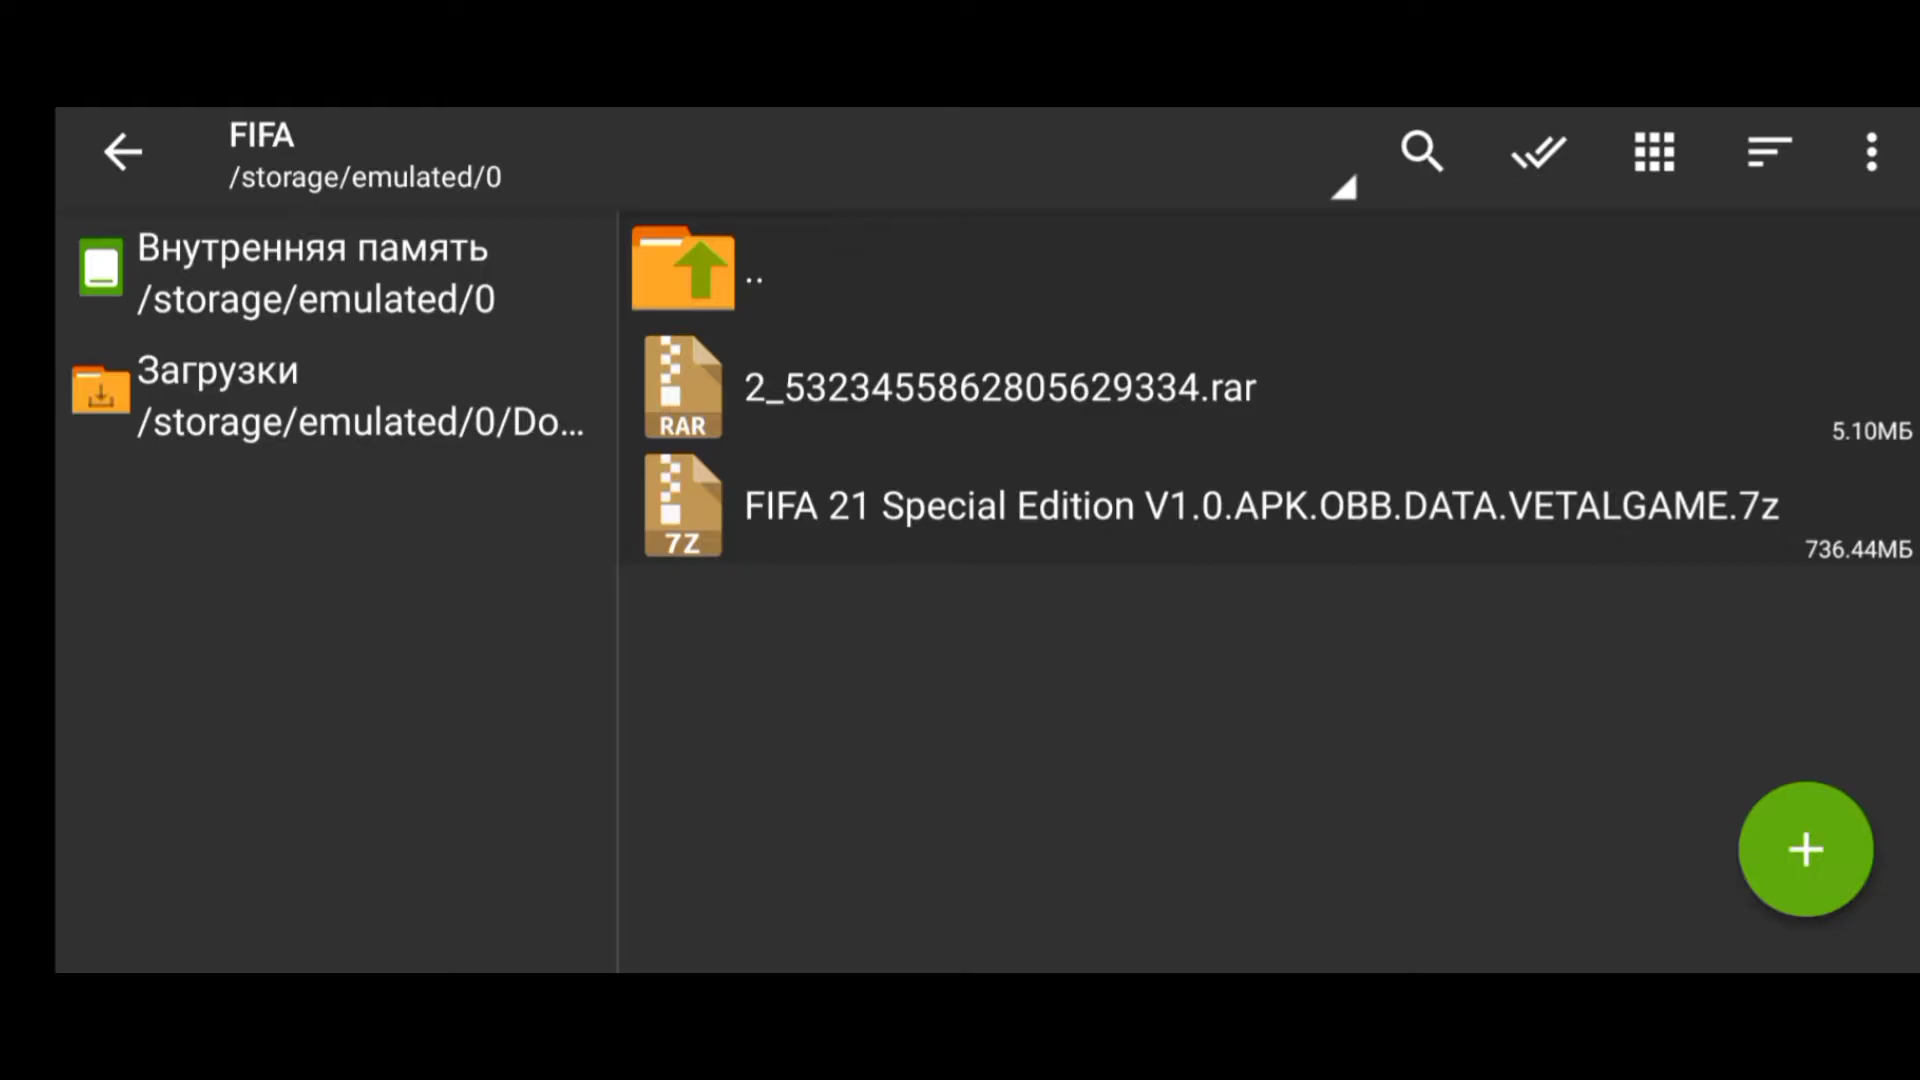 FIFA
/storage/emulated/0
Внутренняя память
/storage/emulated/0
Загрузки
/storage/emulated/0/Do...
..
RAR
2_5323455862805629334.rar
5.10МБ
7Z
FIFA 21 Special Edition V1.0.APK.OBB.DATA.VETALGAME.7z
736.44МБ